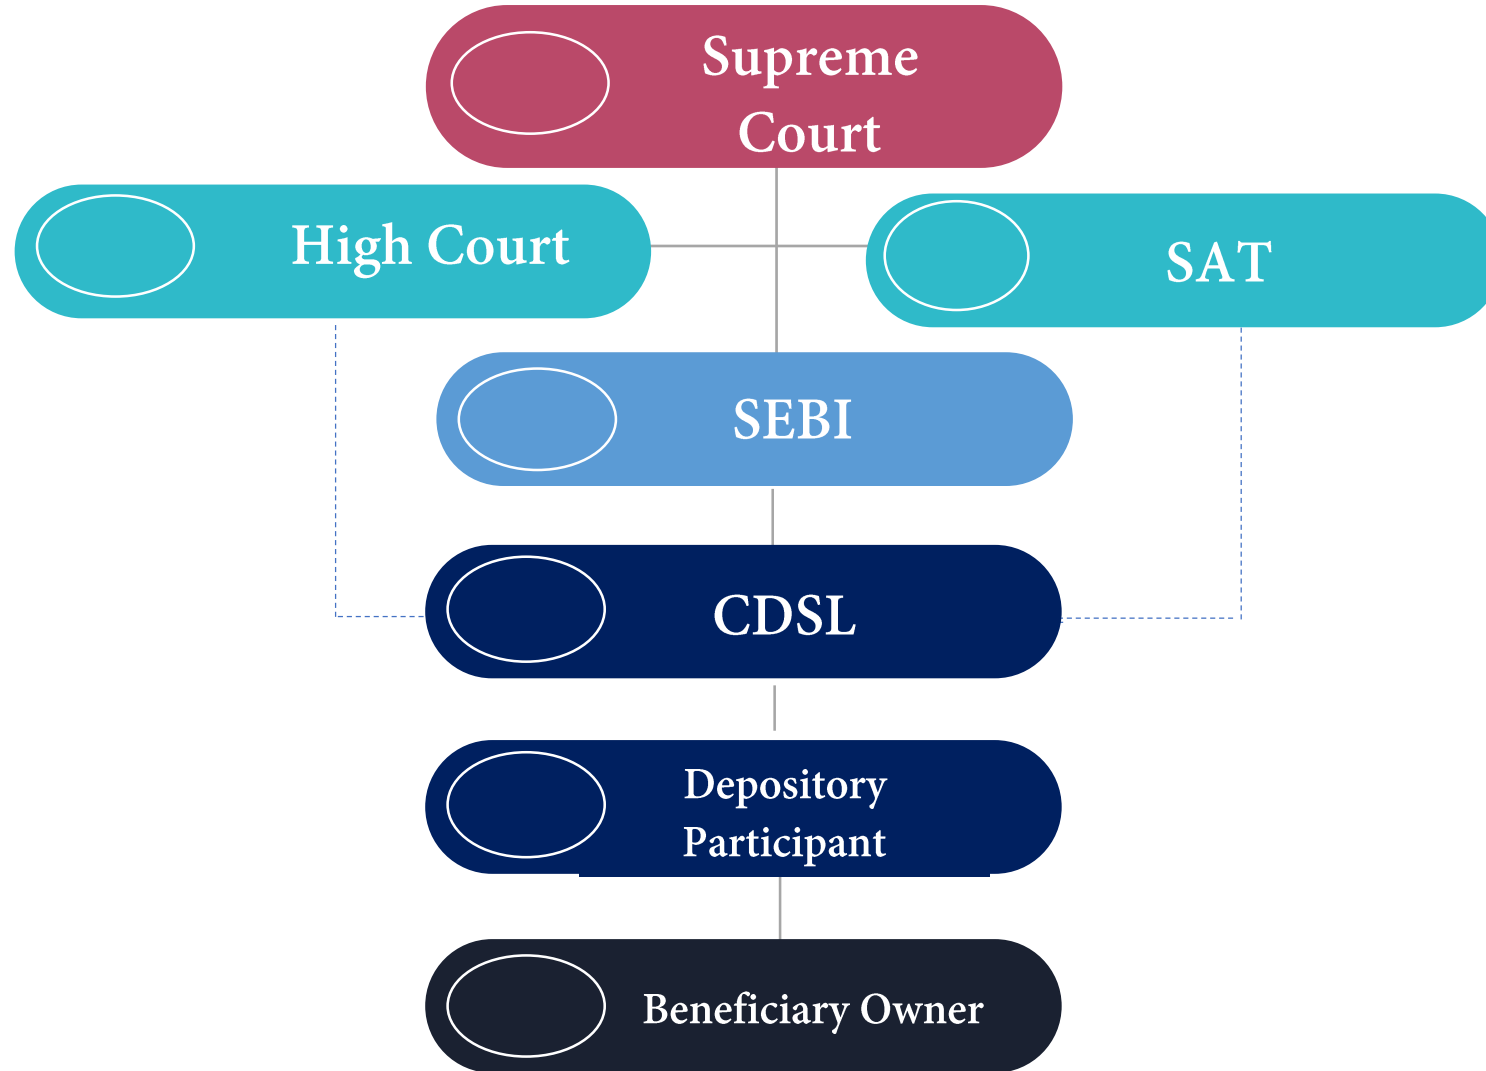 Supreme
Court
High Court
SAT
SEBI
CDSL
Depository
Participant
Beneficiary Owner